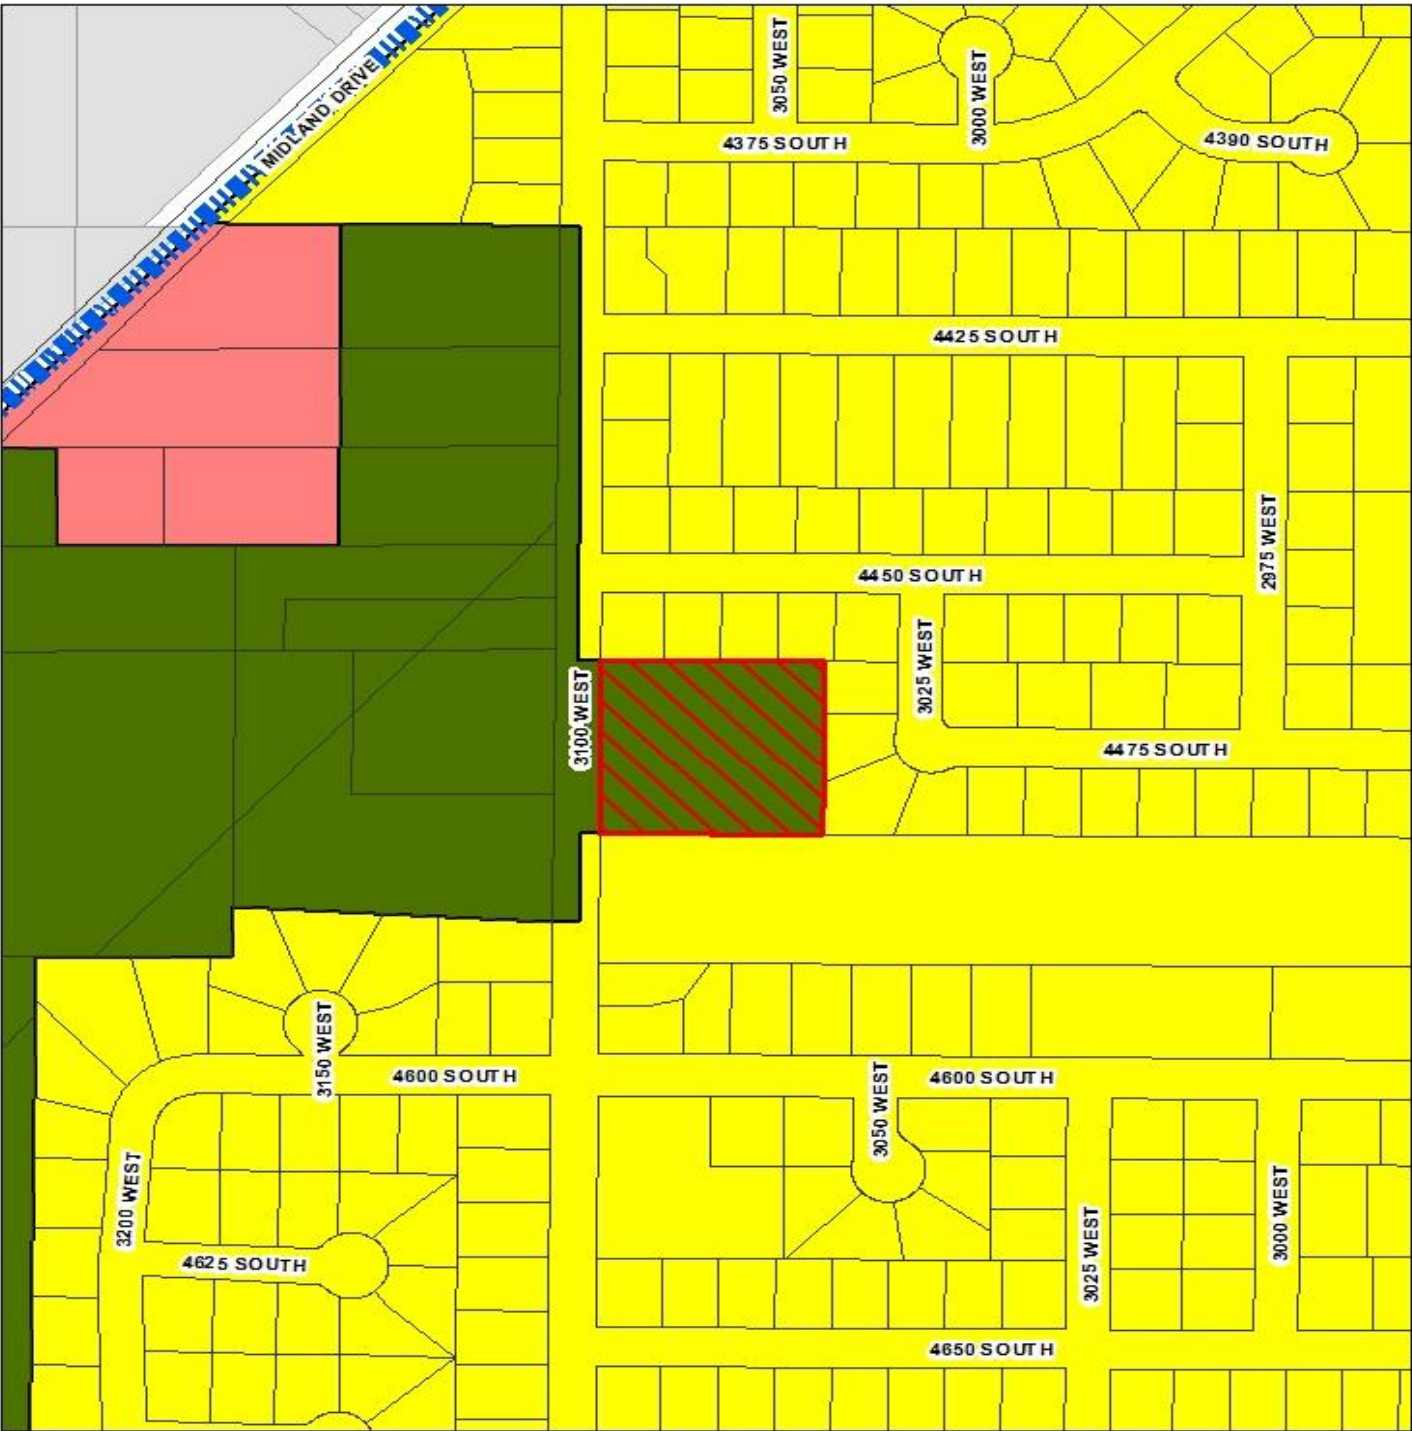 3050 WEST
3000 WEST
MIDLAND DRIVE
4375 SOUTH
4390 SOUTH
4425 SOUTH
2975 WEST
4450 SOUTH
3025 WEST
3100 WEST
4475 SOUTH
3150 WEST
4600 SOUTH
4600 SOUTH
3050 WEST
3200 WEST
3000 WEST
3025 WEST
4625 SOUTH
4650 SOUTH